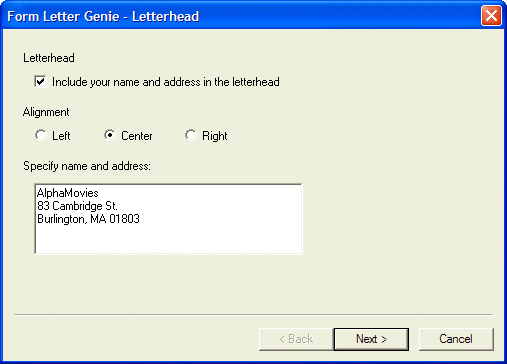 Form Letter Genie - Letterhead
Letterhead
Include your name and address in the letterhead
Alignment
Left Center Right
Specify name and address:
AlphaMovies
83 Cambridge St.
Burlington, MA 01803
< Back Next > Cancel